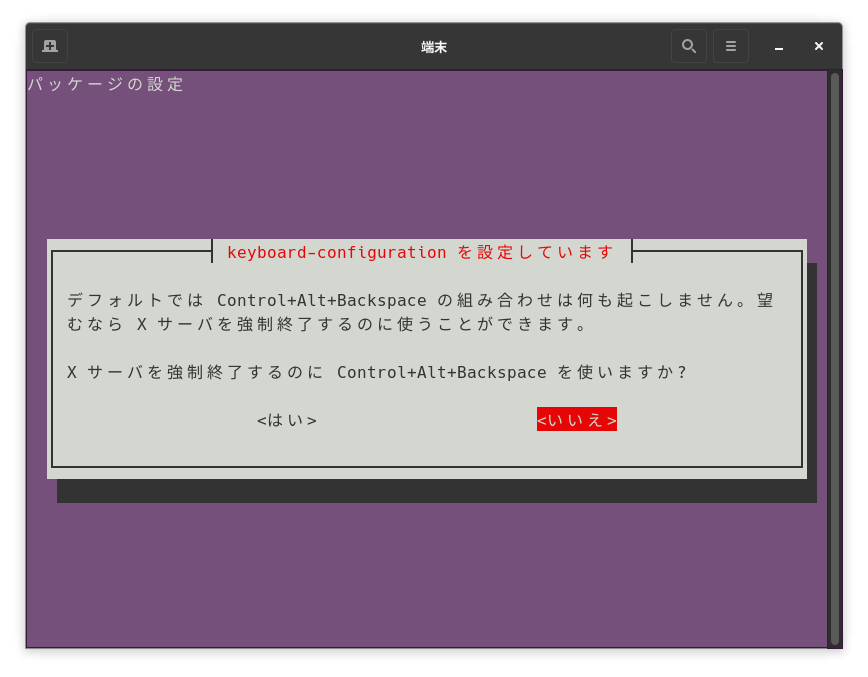 端末
パッケージの設定
keyboard-configuration を設定しています
デフォルトでは Control+Alt+Backspace の組み合わせは何も起こしません。望
むなら X サーバを強制終了するのに使うことができます。
X サーバを強制終了するのに Control+Alt+Backspace を使いますか?
<はい> <いいえ>